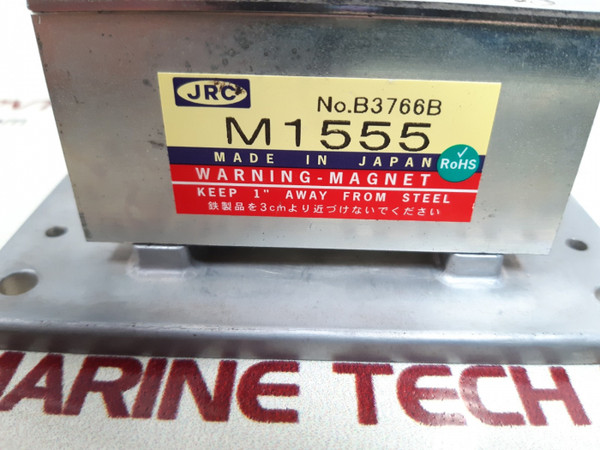 JRC
No.B3766B
M1555
MADE IN JAPAN
RoHS
WARNING-MAGNET
KEEP 1" AWAY FROM STEEL
鉄製品を3cmより近づけないでください
MARINE TECH